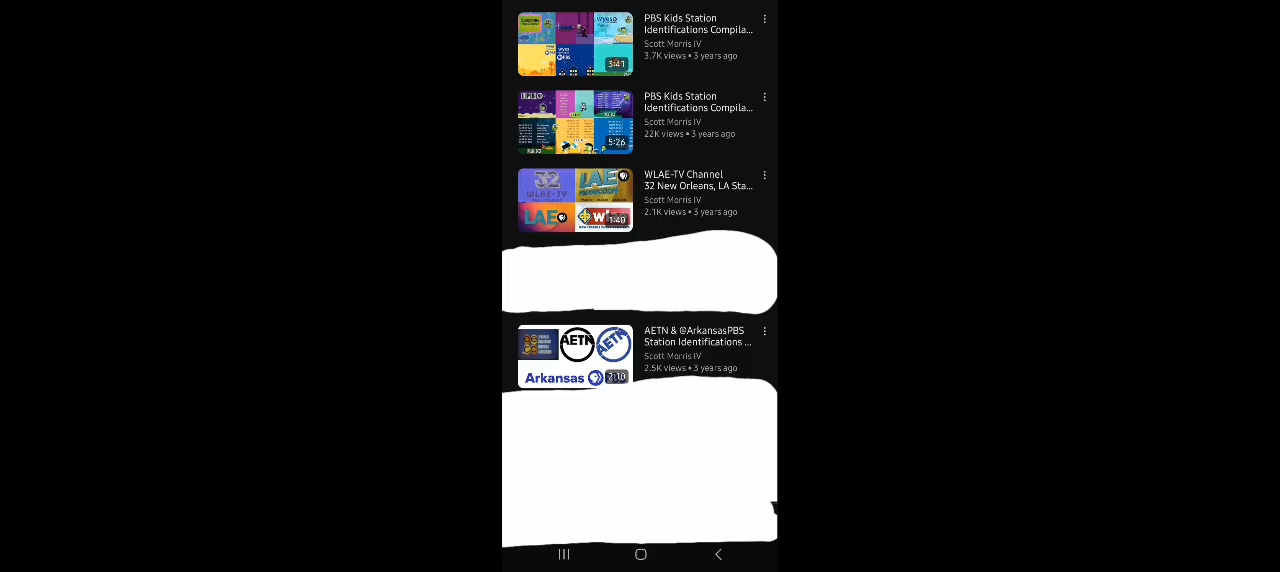 PBS Kids Station
Identifications Compila...
Scott Morris IV
3.7K views • 3 years ago
3:41
PBS Kids Station
Identifications Compila...
Scott Morris IV
22K views • 3 years ago
5:26
WLAE-TV Channel
32 New Orleans, LA Sta...
Scott Morris IV
2.1K views • 3 years ago
32
WLAE-TV
LAE
PRODUCTION
LAE
1:40
AETN & @ArkansasPBS
Station Identifications ...
Scott Morris IV
2.5K views • 3 years ago
AETN
AETN
Arkansas